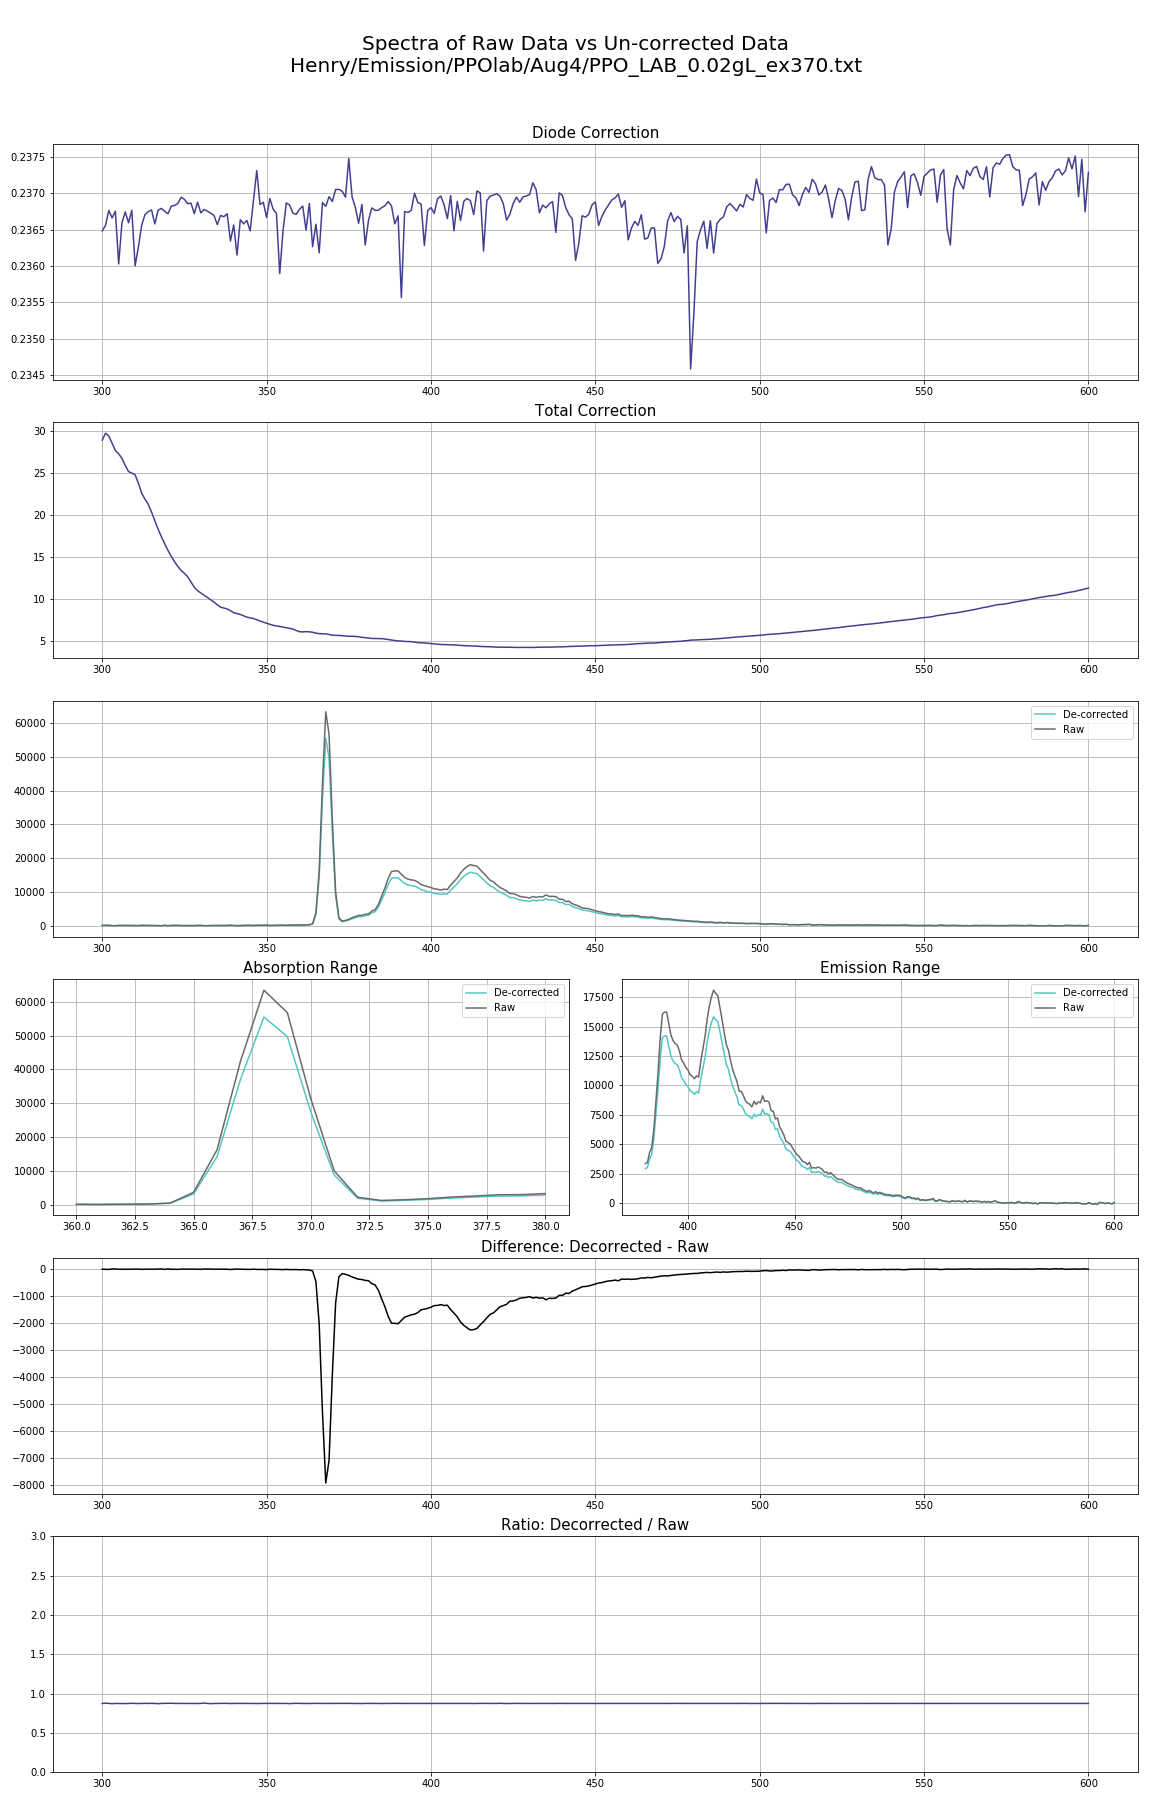 Spectra of Raw Data vs Un-corrected Data
Henry/Emission/PPOlab/Aug4/PPO_LAB_0.02gL_ex370.txt
Diode Correction
0.2375
0.2370
0.2365
0.2360
0.2355
0.2350
0.2345
300 350 400 450 500 550 600
Total Correction
30
25
20
15
10
5
300 350 400 450 500 550 600
De-corrected
Raw
60000
50000
40000
30000
20000
10000
0
300 350 400 450 500 550 600
Absorption Range
De-corrected
Raw
60000
50000
40000
30000
20000
10000
0
360.0 362.5 365.0 367.5 370.0 372.5 375.0 377.5 380.0
Emission Range
De-corrected
Raw
17500
15000
12500
10000
7500
5000
2500
0
400 450 500 550 600
Difference: Decorrected - Raw
0
−1000
−2000
−3000
−4000
−5000
−6000
−7000
−8000
300 350 400 450 500 550 600
Ratio: Decorrected / Raw
3.0
2.5
2.0
1.5
1.0
0.5
0.0
300 350 400 450 500 550 600